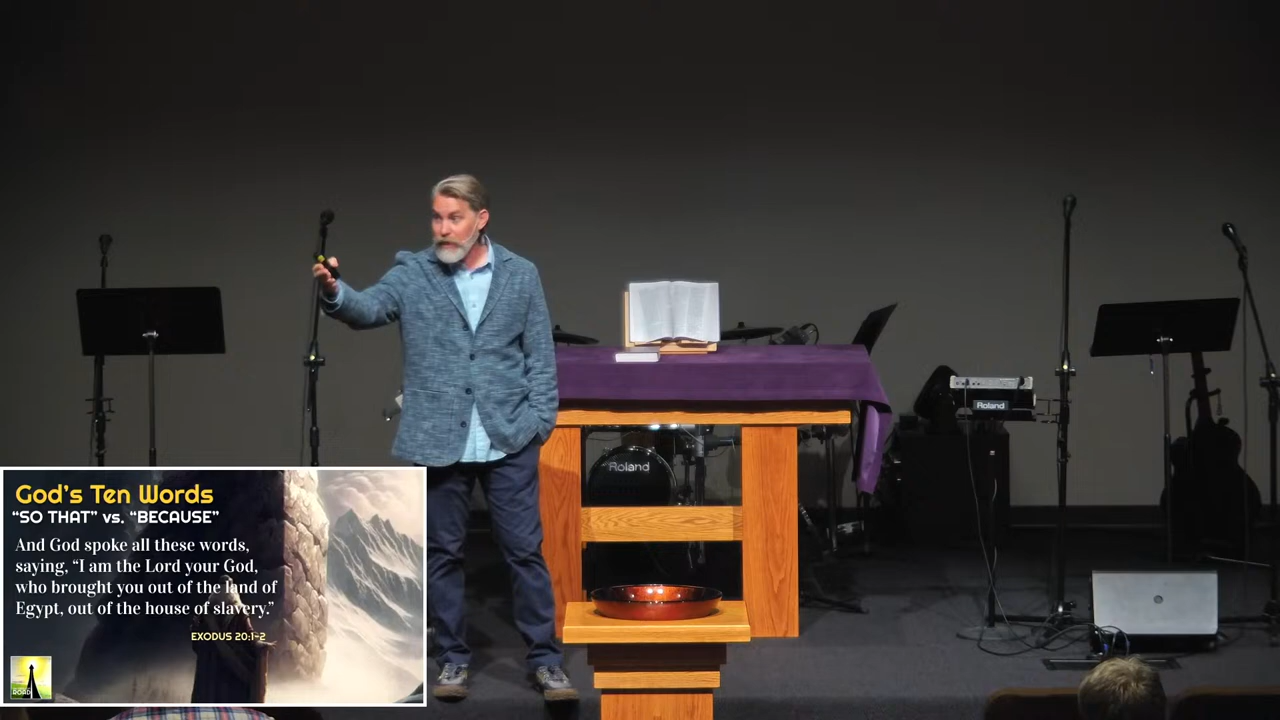 God's Ten Words
"SO THAT" vs. "BECAUSE"
And God spoke all these words,
saying, "I am the Lord your God,
who brought you out of the land of
Egypt, out of the house of slavery."
EXODUS 20:1-2
ROAD
Roland
Roland